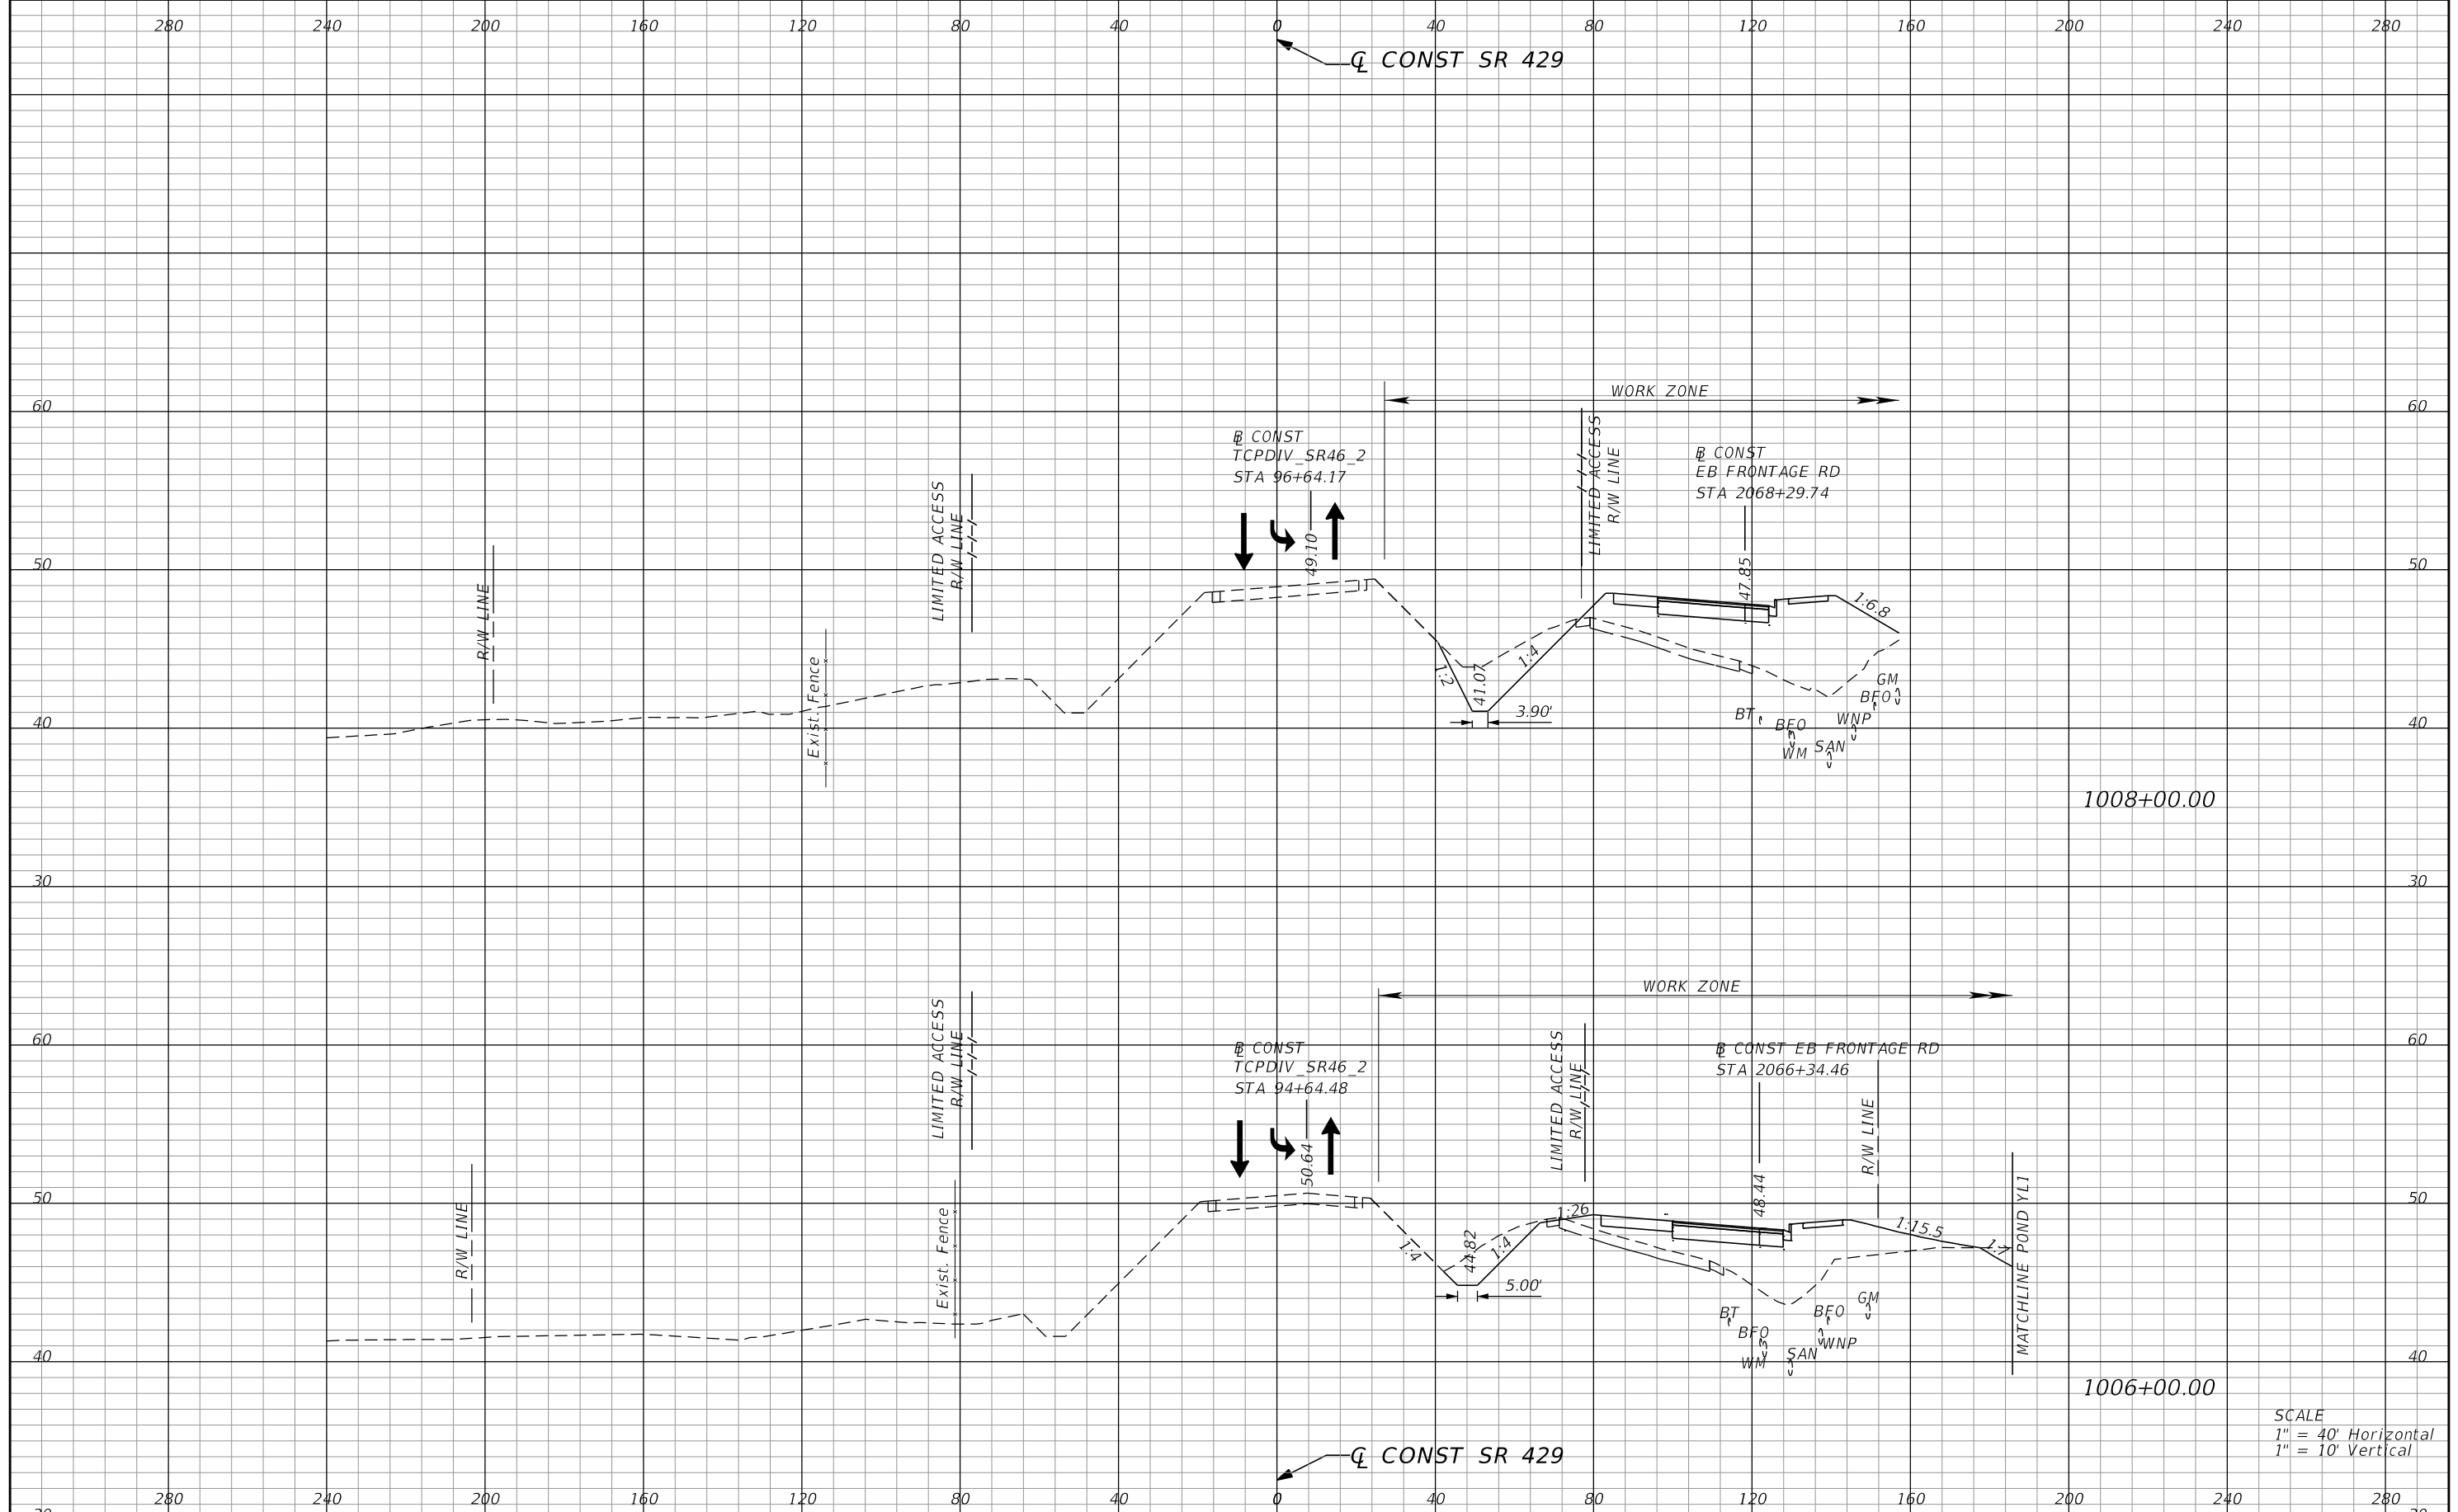 280 240 200 160 120 80 40 0 40 80 120 160 200 240 280
℄ CONST SR 429
WORK ZONE
60 60
℄ CONST
TCPDIV_SR46_2
STA 96+64.17
LIMITED ACCESS
R/W LINE
℄ CONST
EB FRONTAGE RD
STA 2068+29.74
LIMITED ACCESS
R/W LINE
R/W LINE
49.10
47.85
50 50
1:6.8
Exist. Fence
1:2
41.07
1:4
3.90'
GM
BFO
BT
WNP
BFO
SAN
WM
40 40
1008+00.00
30 30
WORK ZONE
60 60
LIMITED ACCESS
R/W LINE
℄ CONST
TCPDIV_SR46_2
STA 94+64.48
LIMITED ACCESS
R/W LINE
℄ CONST EB FRONTAGE RD
STA 2066+34.46
R/W LINE
50.64
48.44
50 50
R/W LINE
Exist. Fence
1:4
44.82
1:4
1:26
1:15.5
MATCHLINE POND YL1
5.00'
GM
BT
BFO
BFO
WNP
SAN
WM
40 40
1006+00.00
SCALE
1" = 40' Horizontal
1" = 10' Vertical
℄ CONST SR 429
280 240 200 160 120 80 40 0 40 80 120 160 200 240 280